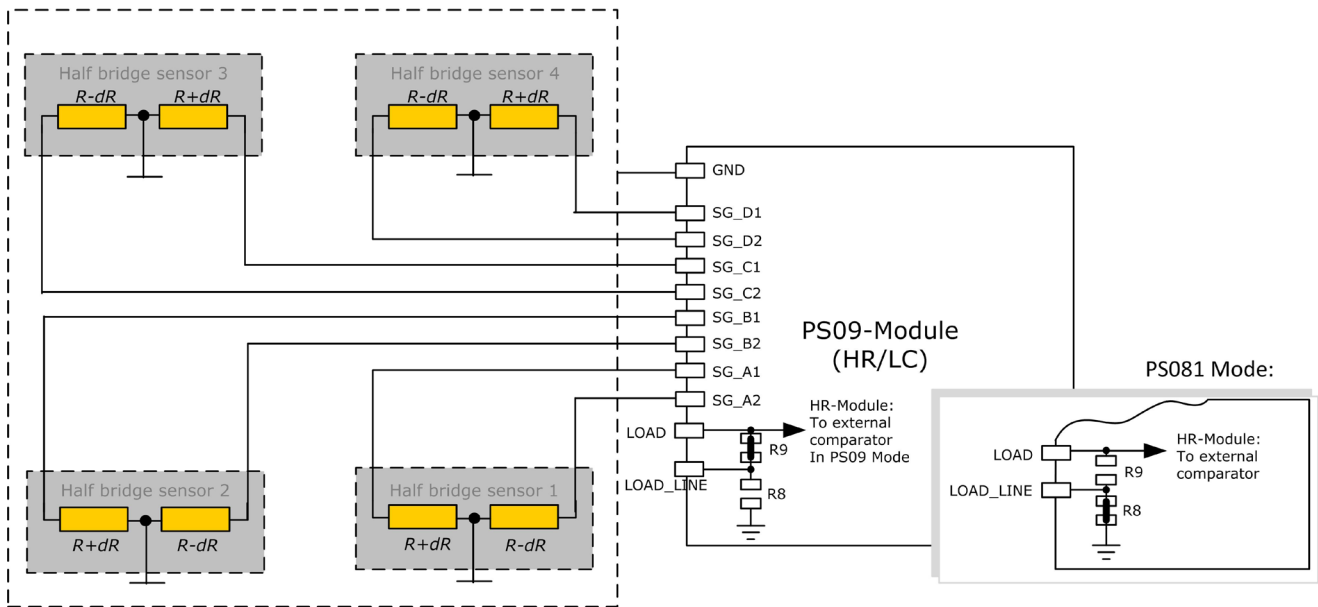 Half bridge sensor 3
R-dR
R+dR
Half bridge sensor 4
R-dR
R+dR
GND
SG_D1
SG_D2
SG_C1
SG_C2
SG_B1
SG_B2
SG_A1
SG_A2
LOAD
LOAD_LINE
PS09-Module
(HR/LC)
HR-Module:
To external
comparator
In PS09 Mode
R9
R8
PS081 Mode:
LOAD
LOAD_LINE
HR-Module:
To external
comparator
R9
R8
Half bridge sensor 2
R+dR
R-dR
Half bridge sensor 1
R+dR
R-dR